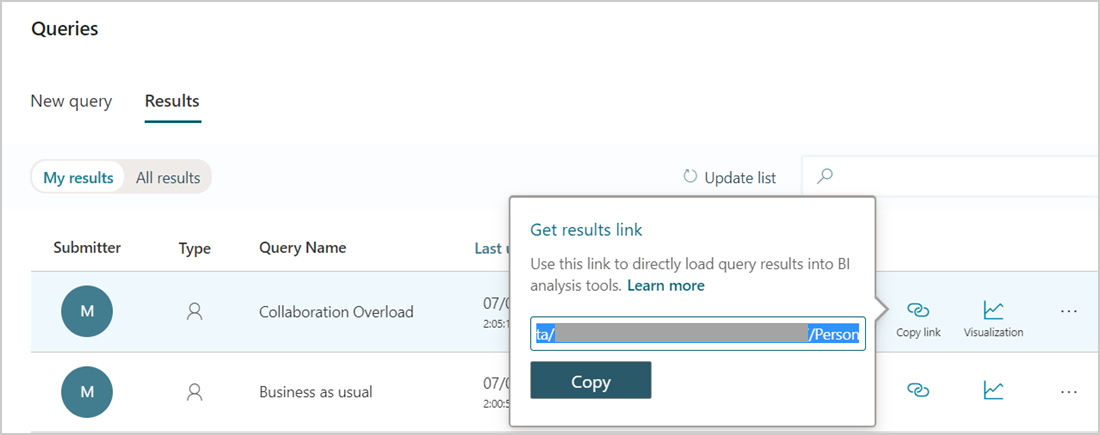 Queries
New query Results
My results All results
Update list
Submitter Type Query Name Last u
Get results link
Use this link to directly load query results into BI
analysis tools. Learn more
ta/ /Person
Copy
M Collaboration Overload 07/0
2:05:1
Copy link Visualization ...
M Business as usual 07/0
2:00:5
...